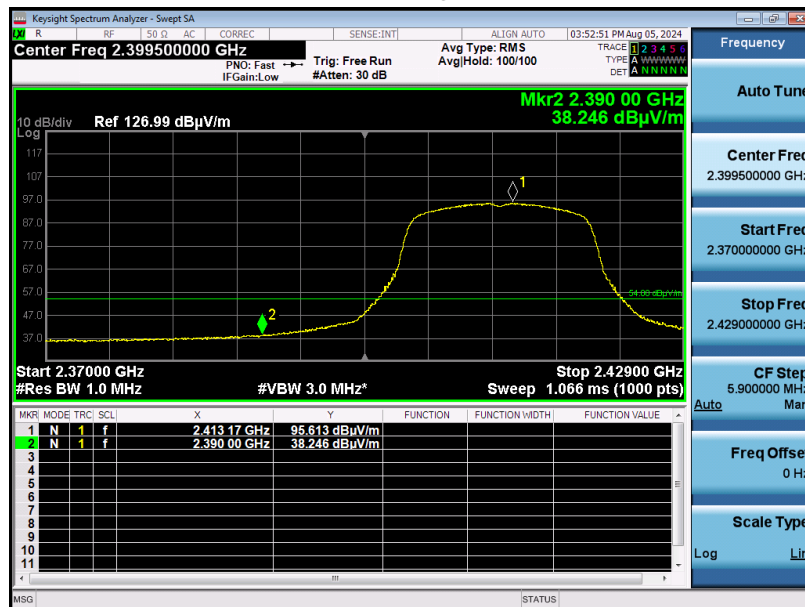 Keysight Spectrum Analyzer - Swept SA
LXI R RF 50 Ω AC CORREC SENSE:INT ALIGN AUTO 03:52:51 PM Aug 05, 2024
Center Freq 2.399500000 GHz
PNO: Fast
IFGain:Low
Trig: Free Run
#Atten: 30 dB
Avg Type: RMS
Avg|Hold: 100/100
TRACE 1 2 3 4 5 6
TYPE A WWWWW
DET A N N N N N
Mkr2 2.390 00 GHz
38.246 dBµV/m
10 dB/div Ref 126.99 dBµV/m
Log
117
107
97.0
87.0
77.0
67.0
57.0
47.0
37.0
1
2
54.00 dBµV/m
Start 2.37000 GHz Stop 2.42900 GHz
#Res BW 1.0 MHz #VBW 3.0 MHz* Sweep 1.066 ms (1000 pts)
MKR MODE TRC SCL X Y FUNCTION FUNCTION WIDTH FUNCTION VALUE
1 N 1 f 2.413 17 GHz 95.613 dBµV/m
2 N 1 f 2.390 00 GHz 38.246 dBµV/m
3
4
5
6
7
8
9
10
11
MSG STATUS
Frequency
Auto Tune
Center Freq
2.399500000 GHz
Start Freq
2.370000000 GHz
Stop Freq
2.429000000 GHz
CF Step
5.900000 MHz
Auto Man
Freq Offset
0 Hz
Scale Type
Log Lin